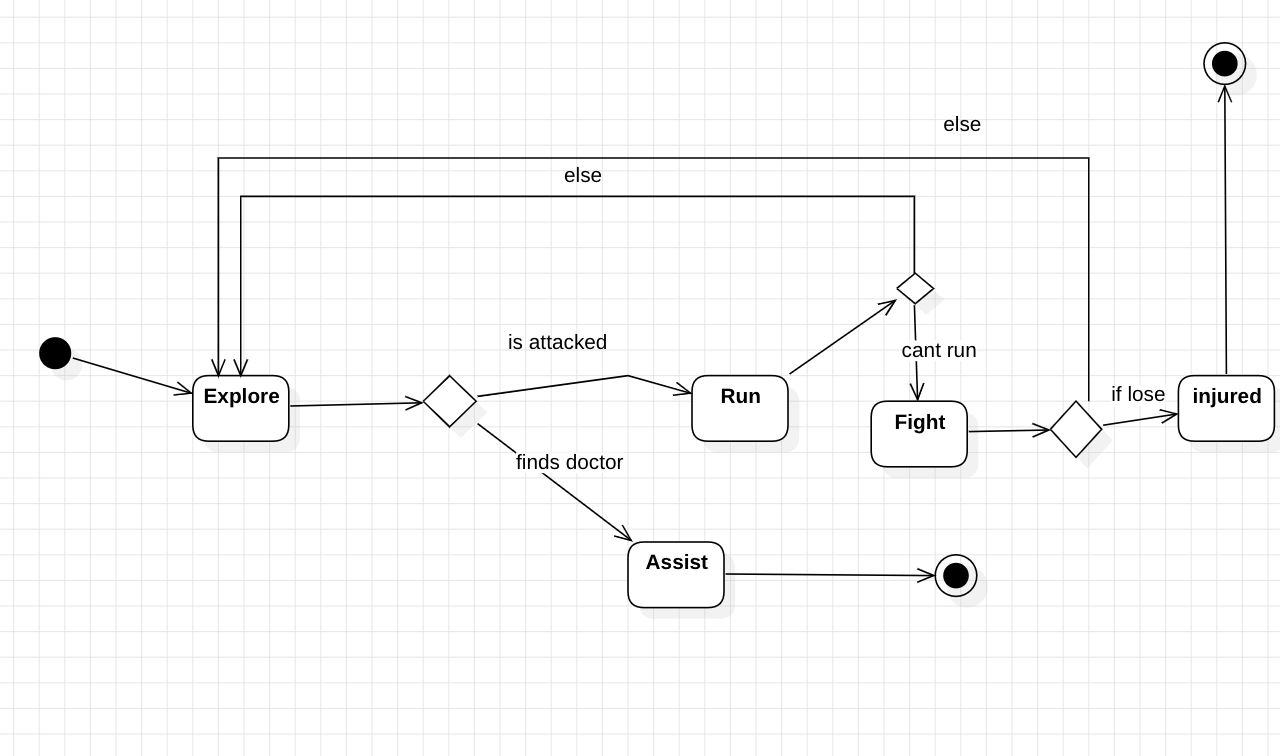 else
else
is attacked
cant run
Explore
Run
if lose
injured
Fight
finds doctor
Assist